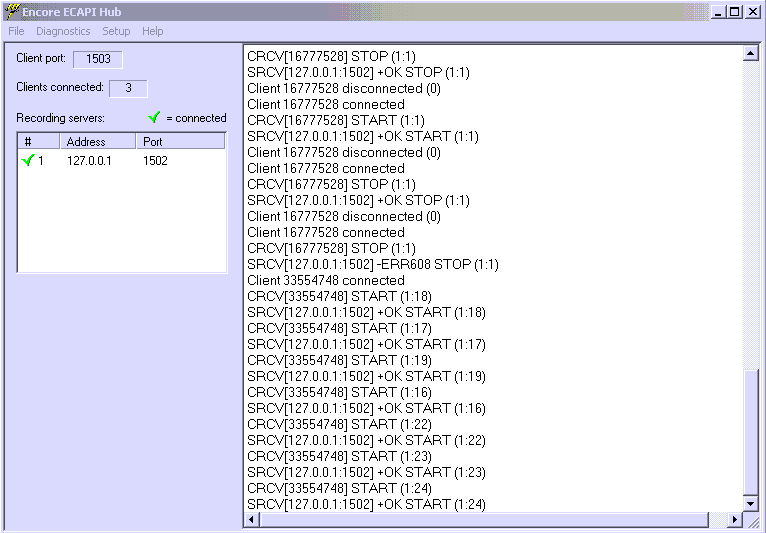 Encore ECAPI Hub
File Diagnostics Setup Help
Client port: 1503
Clients connected: 3
Recording servers: = connected
# Address Port
1 127.0.0.1 1502
CRCV[16777528] STOP (1:1)
SRCV[127.0.0.1:1502] +OK STOP (1:1)
Client 16777528 disconnected (0)
Client 16777528 connected
CRCV[16777528] START (1:1)
SRCV[127.0.0.1:1502] +OK START (1:1)
Client 16777528 disconnected (0)
Client 16777528 connected
CRCV[16777528] STOP (1:1)
SRCV[127.0.0.1:1502] +OK STOP (1:1)
Client 16777528 disconnected (0)
Client 16777528 connected
CRCV[16777528] STOP (1:1)
SRCV[127.0.0.1:1502] -ERR608 STOP (1:1)
Client 33554748 connected
CRCV[33554748] START (1:18)
SRCV[127.0.0.1:1502] +OK START (1:18)
CRCV[33554748] START (1:17)
SRCV[127.0.0.1:1502] +OK START (1:17)
CRCV[33554748] START (1:19)
SRCV[127.0.0.1:1502] +OK START (1:19)
CRCV[33554748] START (1:16)
SRCV[127.0.0.1:1502] +OK START (1:16)
CRCV[33554748] START (1:22)
SRCV[127.0.0.1:1502] +OK START (1:22)
CRCV[33554748] START (1:23)
SRCV[127.0.0.1:1502] +OK START (1:23)
CRCV[33554748] START (1:24)
SRCV[127.0.0.1:1502] +OK START (1:24)